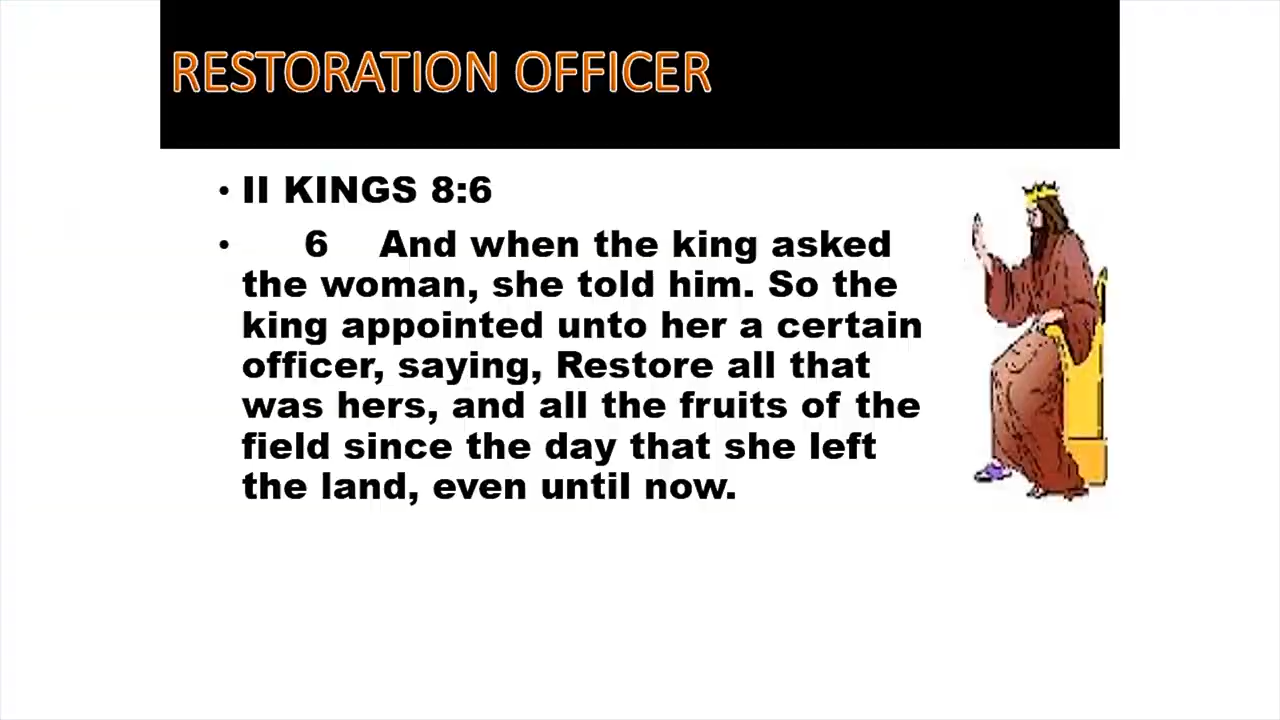 RESTORATION OFFICER
• II KINGS 8:6
• 6 And when the king asked
the woman, she told him. So the
king appointed unto her a certain
officer, saying, Restore all that
was hers, and all the fruits of the
field since the day that she left
the land, even until now.